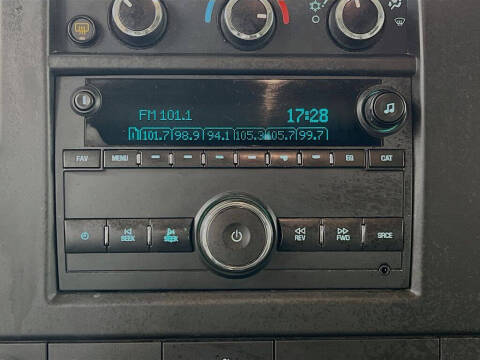 FM 101.1 17:28
101.7 98.9 94.1 105.3 105.7 99.7
FAV MENU EQ CAT
SEEK SEEK REV FWD SRCE